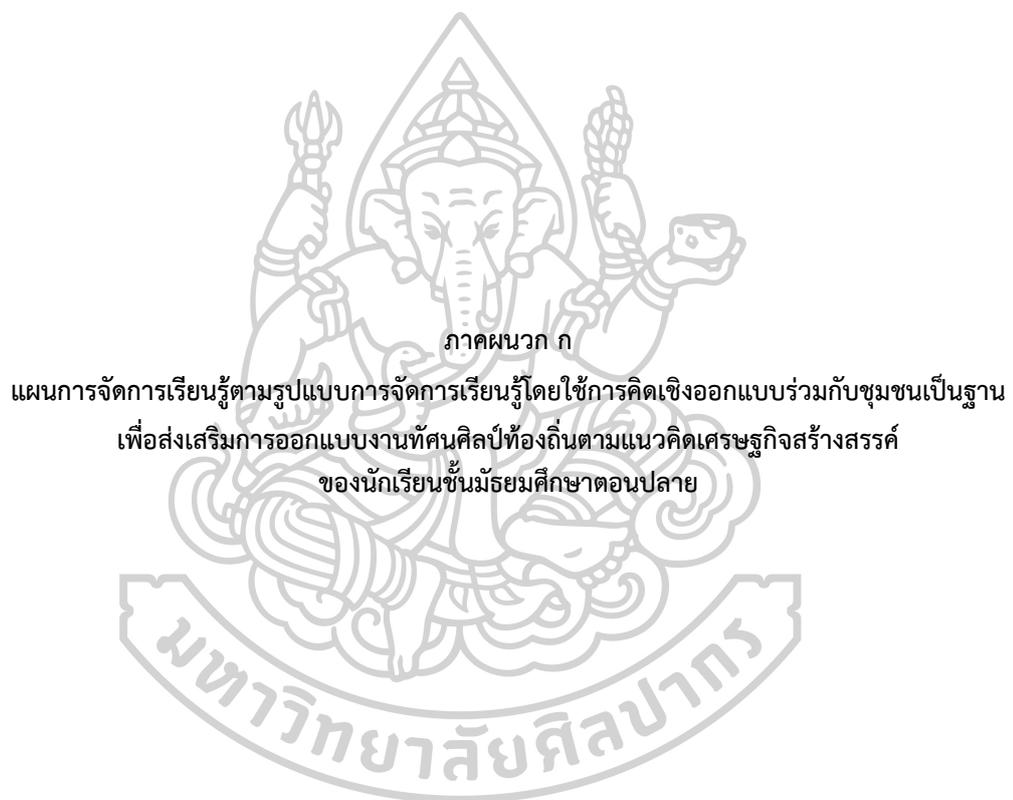 ภาคผนวก ก
แผนการจัดการเรียนรู้ตามรูปแบบการจัดการเรียนรู้โดยใช้การคิดเชิงออกแบบร่วมกับชุมชนเป็นฐาน
เพื่อส่งเสริมการออกแบบงานทัศนศิลป์ท้องถิ่นตามแนวคิดเศรษฐกิจสร้างสรรค์
ของนักเรียนชั้นมัธยมศึกษาตอนปลาย
มหาวิทยาลัยศิลปากร